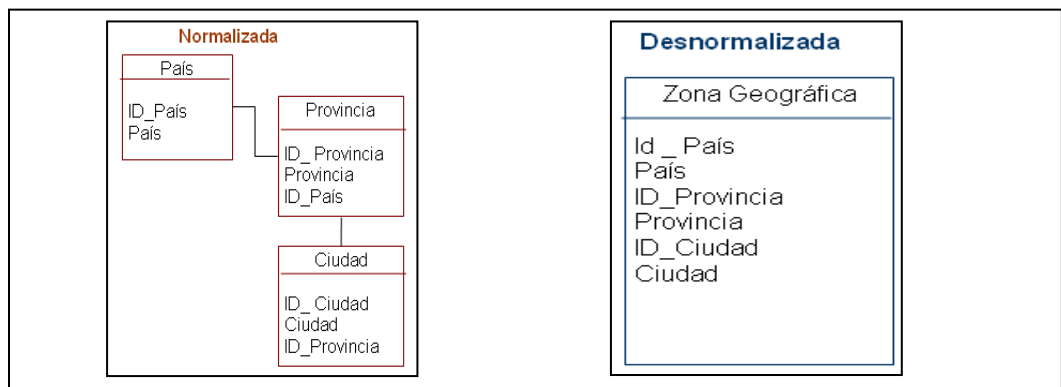 Normalizada
País
ID_País
País
Provincia
ID_ Provincia
Provincia
ID_País
Ciudad
ID_ Ciudad
Ciudad
ID_Provincia
Desnormalizada
Zona Geográfica
Id _ País
País
ID_Provincia
Provincia
ID_Ciudad
Ciudad